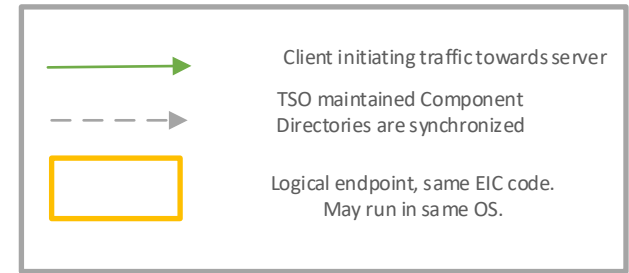 Client initiating traffic towards server
TSO maintained Component
Directories are synchronized
Logical endpoint, same EIC code.
May run in same OS.